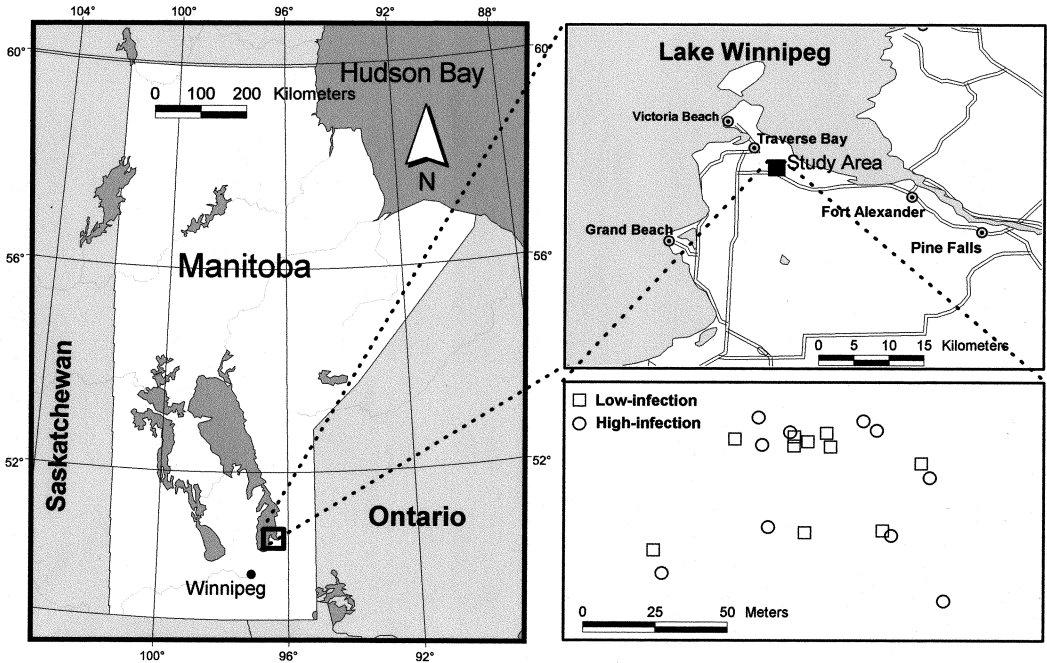 104° 100° 96° 92° 88°
60°
60°
Hudson Bay
0 100 200 Kilometers
N
56°
56°
Manitoba
Saskatchewan
52°
52°
Ontario
Winnipeg
100° 96° 92°
Lake Winnipeg
Victoria Beach
Traverse Bay
Study Area
Fort Alexander
Grand Beach
Pine Falls
0 5 10 15 Kilometers
Low-infection
High-infection
0 25 50 Meters